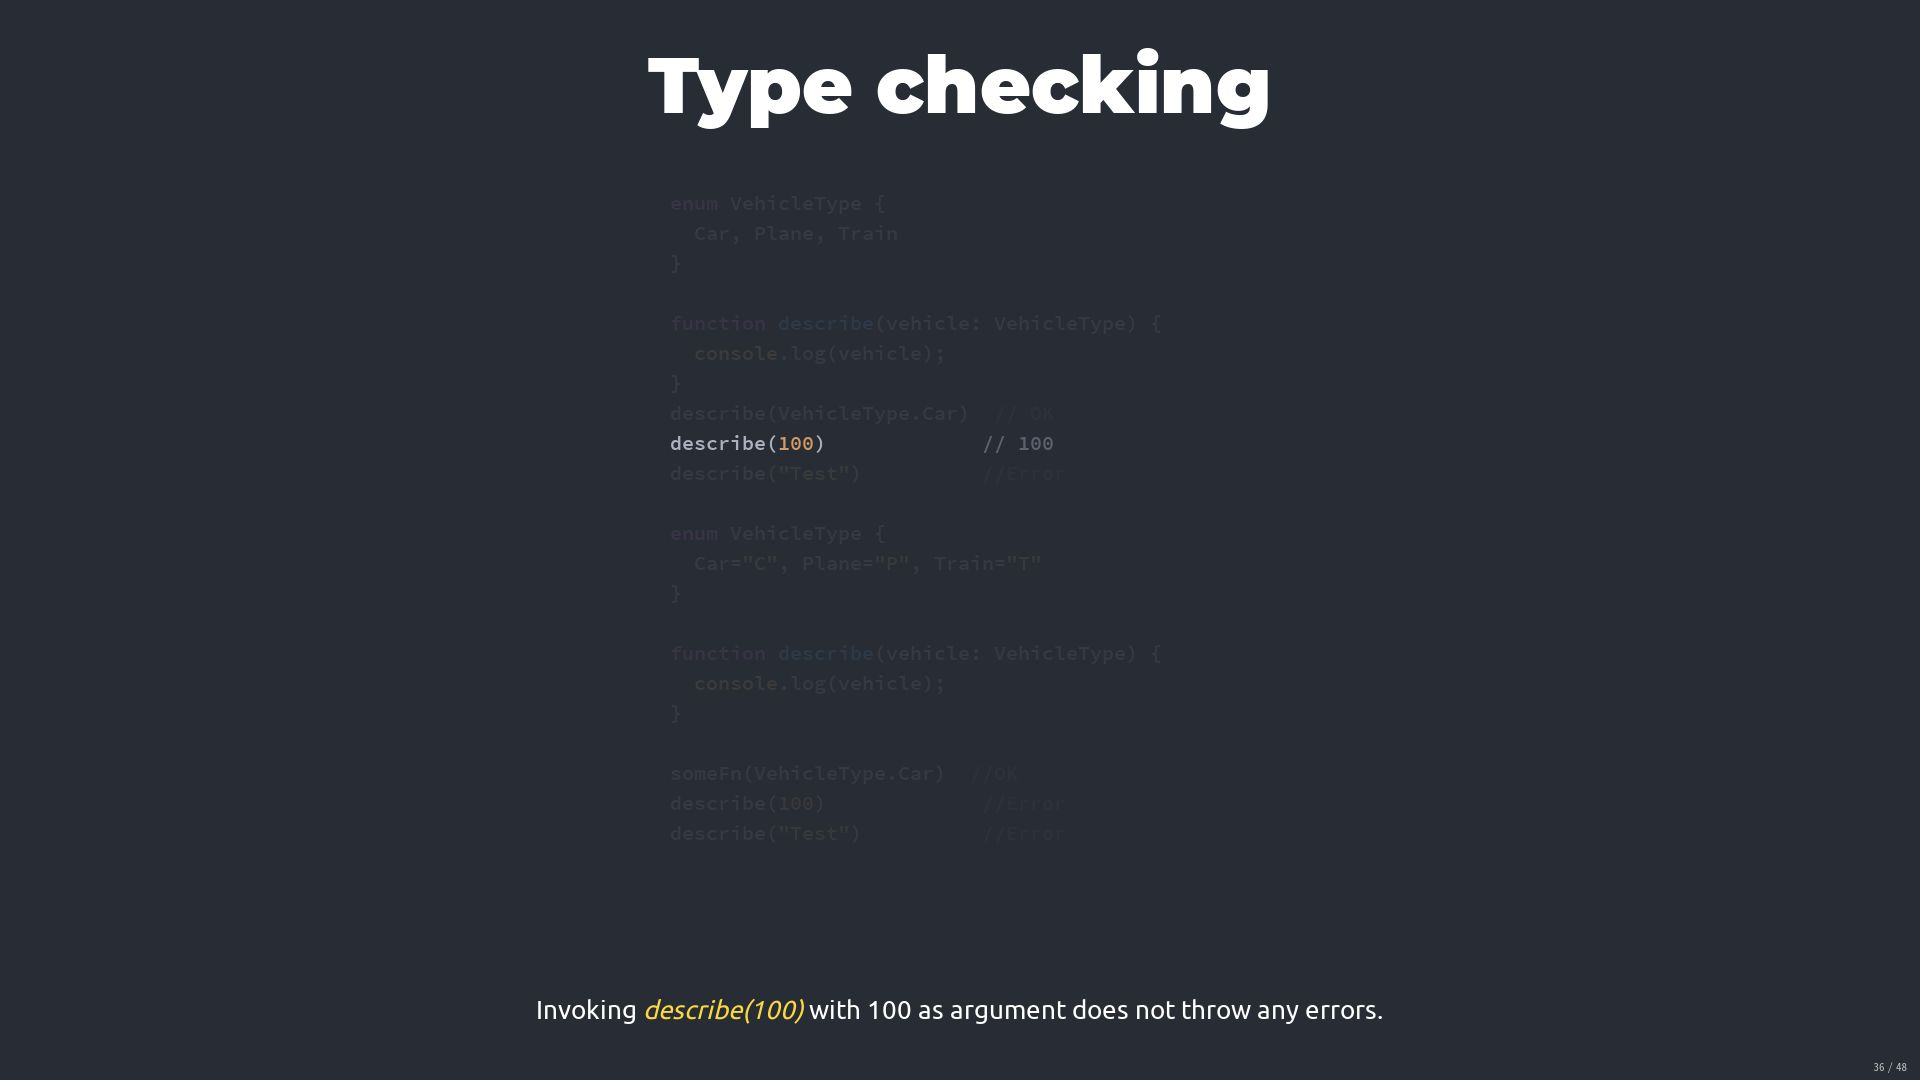 Type checking
enum VehicleType {
  Car, Plane, Train
}
function describe(vehicle: VehicleType) {
  console.log(vehicle);
}
describe(VehicleType.Car)  // OK
describe(100)             // 100
describe("Test")          //Error
enum VehicleType {
  Car="C", Plane="P", Train="T"
}
function describe(vehicle: VehicleType) {
  console.log(vehicle);
}
someFn(VehicleType.Car)  //OK
describe(100)             //Error
describe("Test")          //Error
Invoking describe(100) with 100 as argument does not throw any errors.
36 / 48